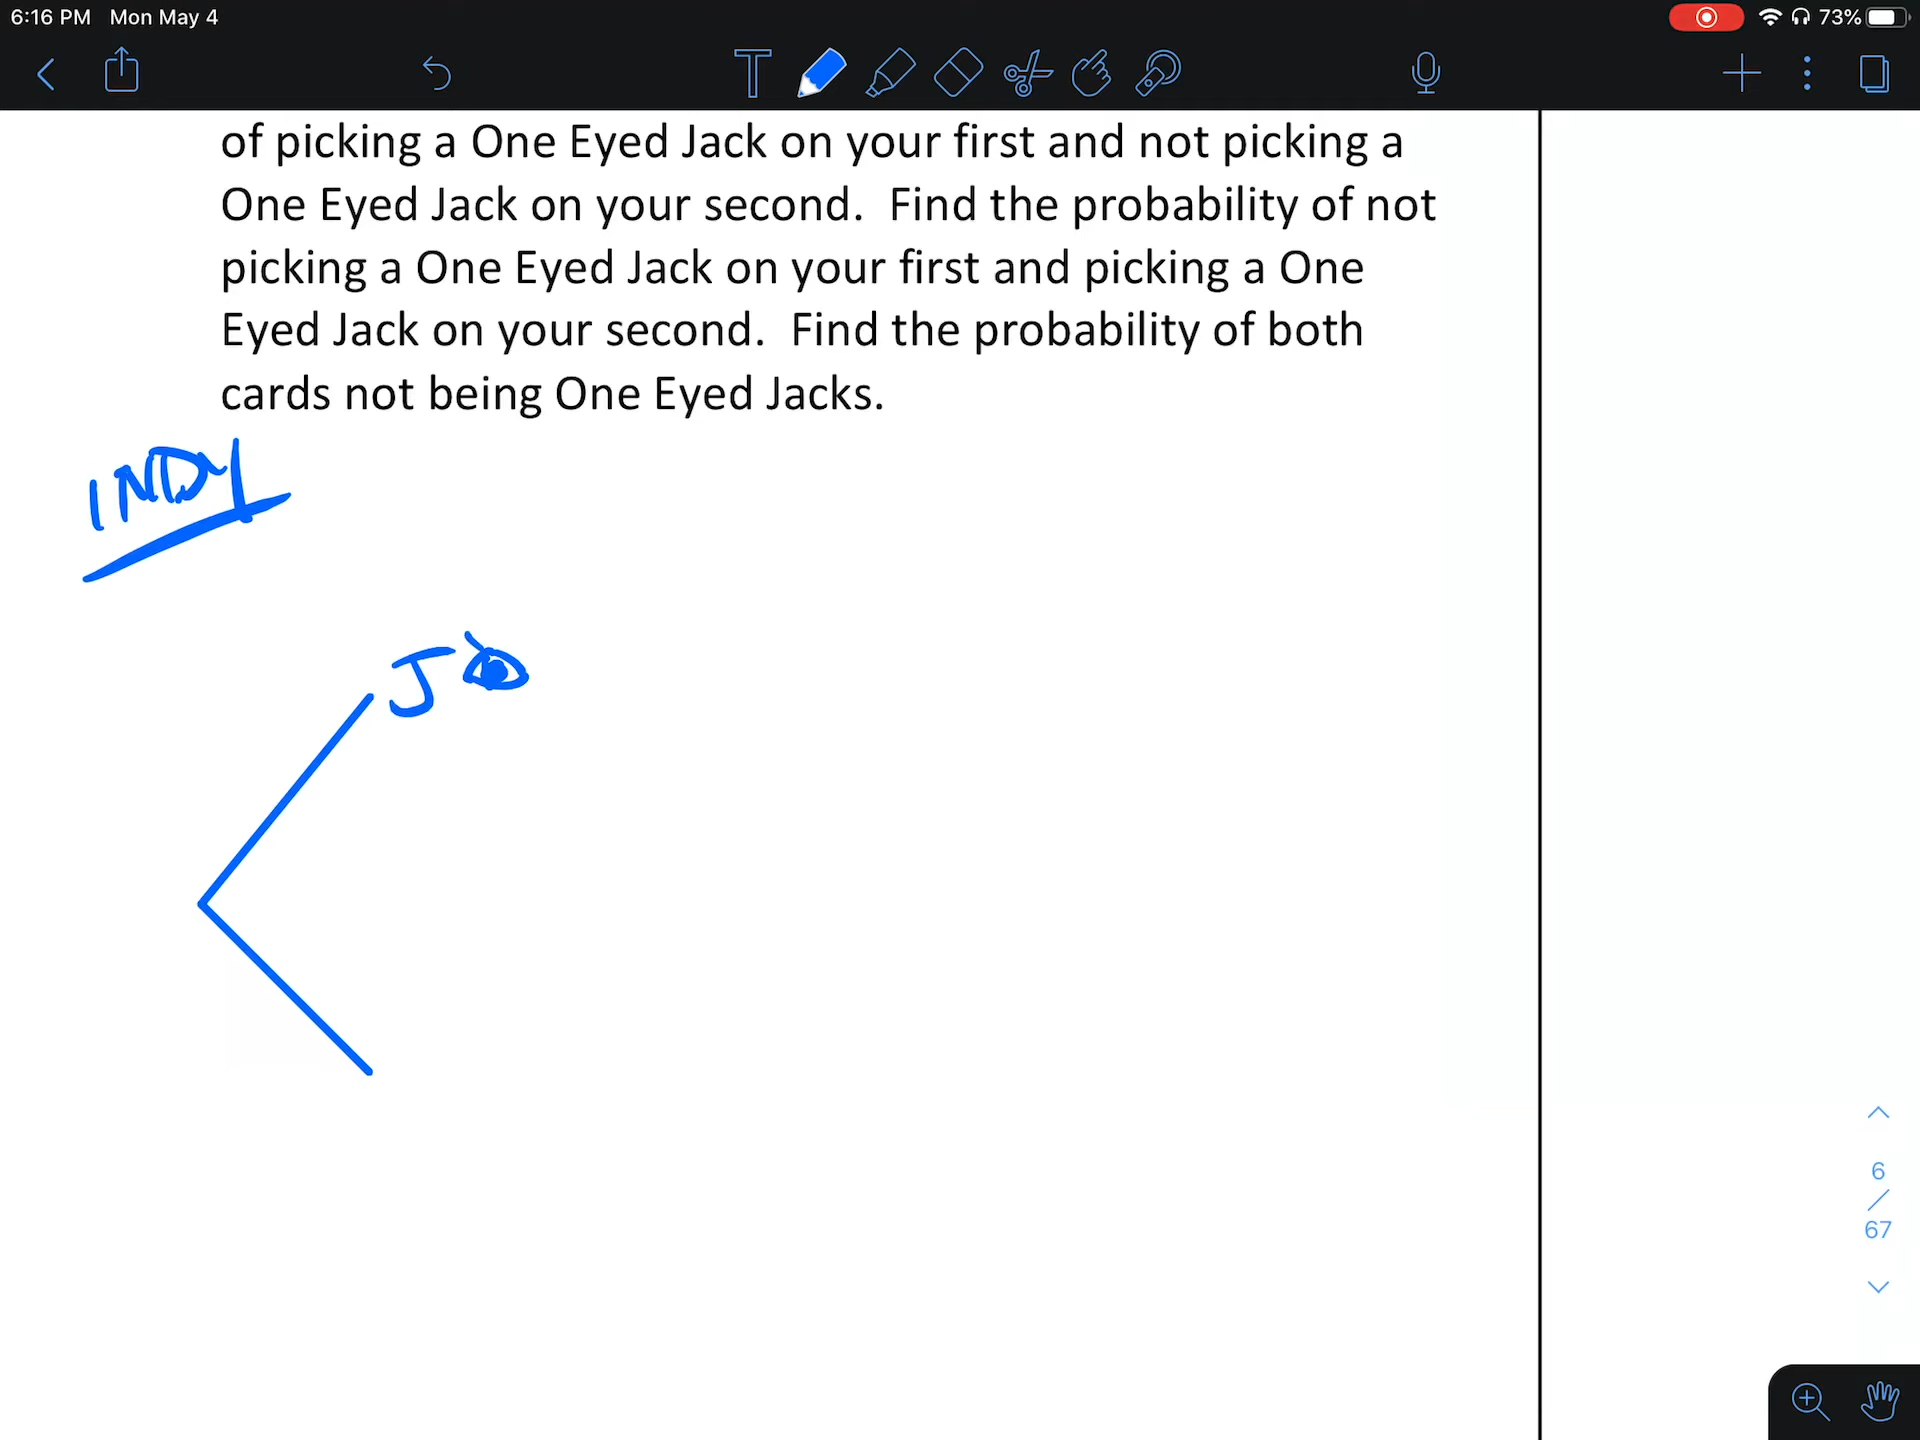 6:16 PM Mon May 4
73%
T
of picking a One Eyed Jack on your first and not picking a
One Eyed Jack on your second. Find the probability of not
picking a One Eyed Jack on your first and picking a One
Eyed Jack on your second. Find the probability of both
cards not being One Eyed Jacks.
INDY
J
6
/
67